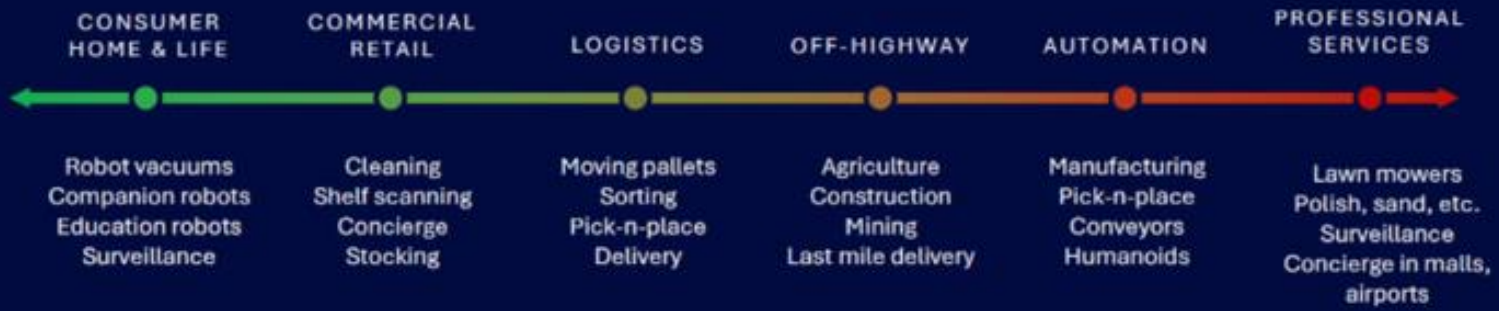 CONSUMER
HOME & LIFE
Robot vacuums
Companion robots
Education robots
Surveillance
COMMERCIAL
RETAIL
Cleaning
Shelf scanning
Concierge
Stocking
LOGISTICS
Moving pallets
Sorting
Pick-n-place
Delivery
OFF-HIGHWAY
Agriculture
Construction
Mining
Last mile delivery
AUTOMATION
Manufacturing
Pick-n-place
Conveyors
Humanoids
PROFESSIONAL
SERVICES
Lawn mowers
Polish, sand, etc.
Surveillance
Concierge in malls,
airports